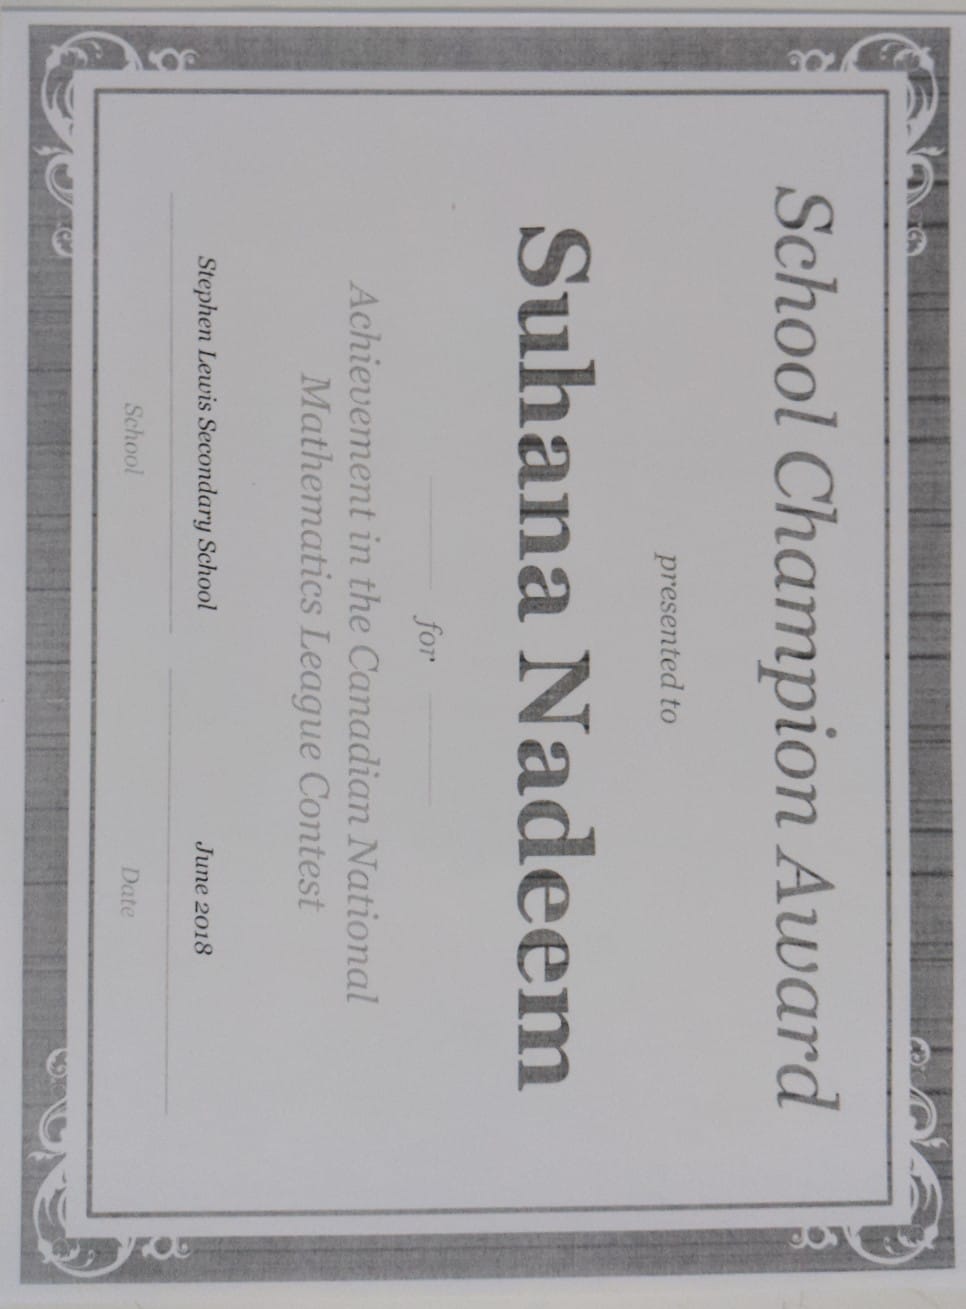 School Champion Award
presented to
Suhana Nadeem
for
Achievement in the Canadian National
Mathematics League Contest
Stephen Lewis Secondary School June 2018
School Date